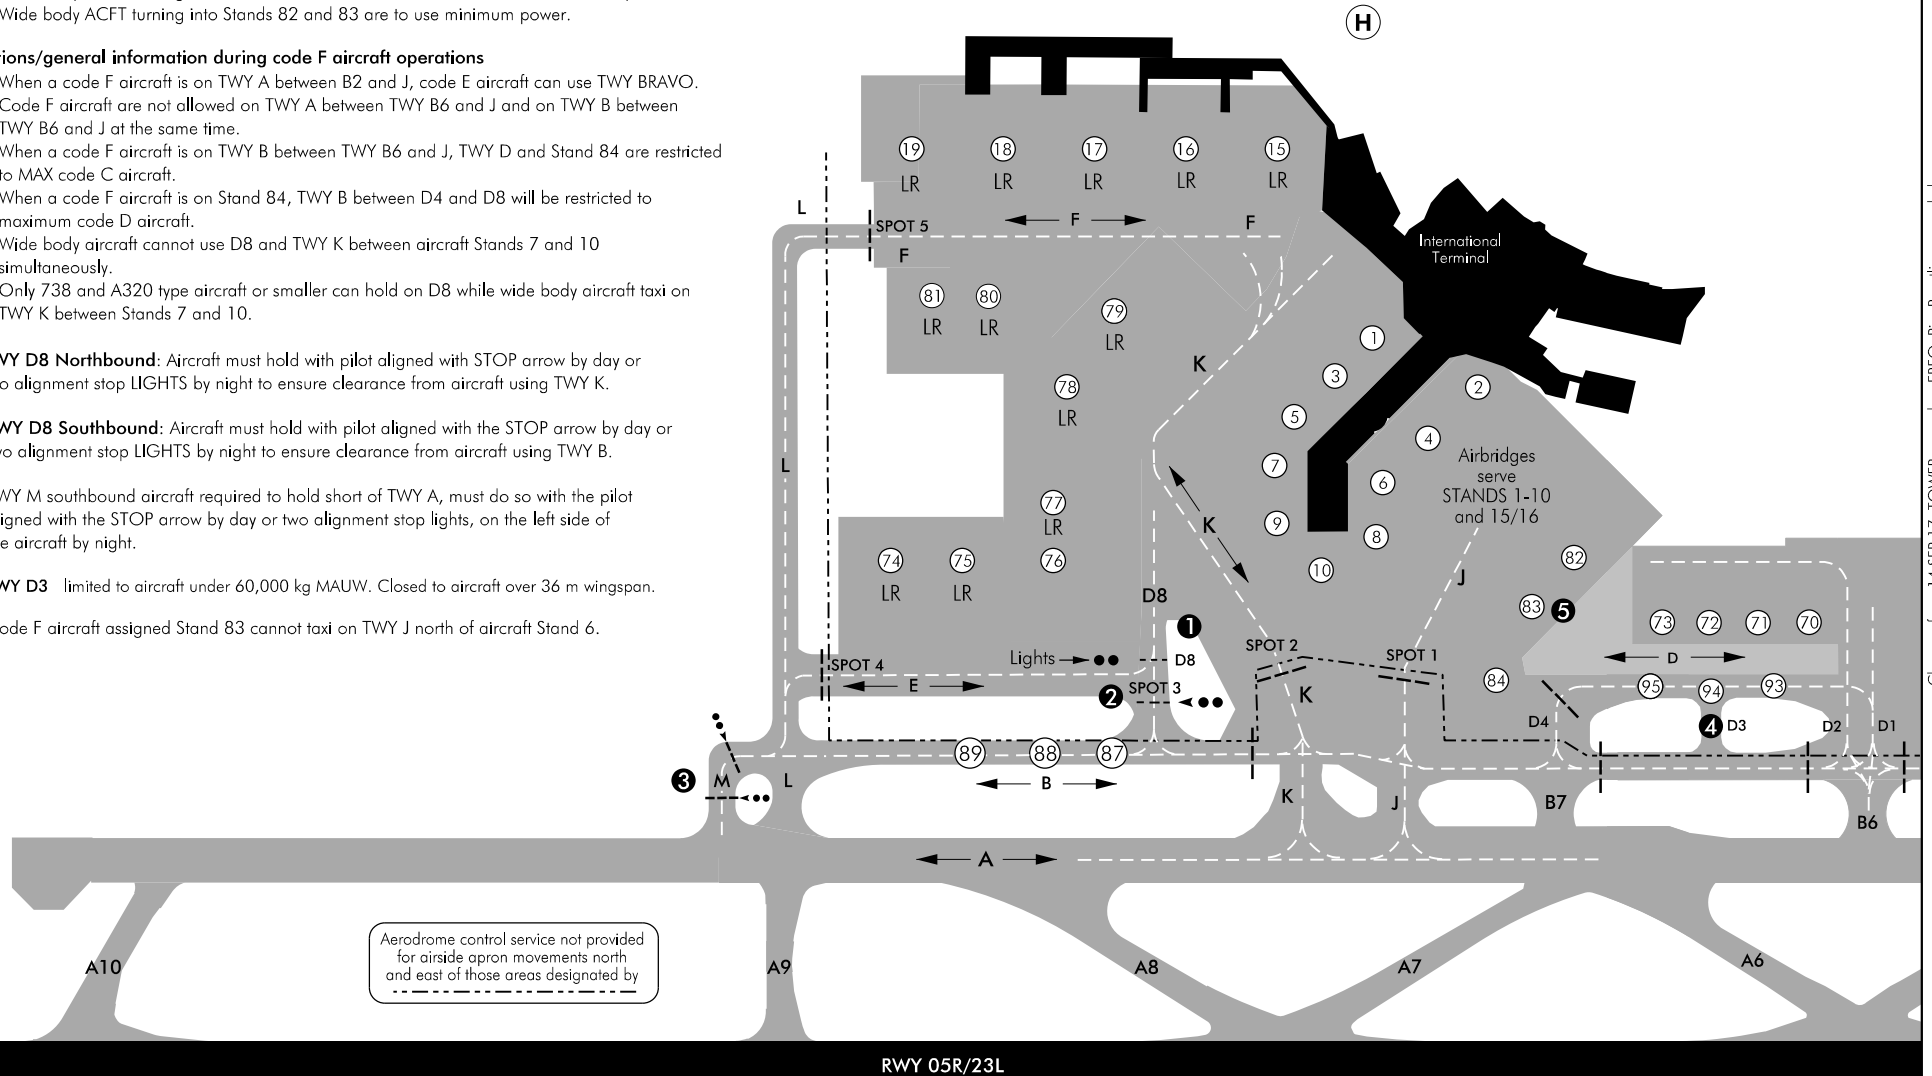 Wide body ACFT turning into Stands 82 and 83 are to use minimum power.
tions/general information during code F aircraft operations
When a code F aircraft is on TWY A between B2 and J, code E aircraft can use TWY BRAVO.
Code F aircraft are not allowed on TWY A between TWY B6 and J and on TWY B between
TWY B6 and J at the same time.
When a code F aircraft is on TWY B between TWY B6 and J, TWY D and Stand 84 are restricted
to MAX code C aircraft.
When a code F aircraft is on Stand 84, TWY B between D4 and D8 will be restricted to
maximum code D aircraft.
Wide body aircraft cannot use D8 and TWY K between aircraft Stands 7 and 10
simultaneously.
Only 738 and A320 type aircraft or smaller can hold on D8 while wide body aircraft taxi on
TWY K between Stands 7 and 10.
WY D8 Northbound: Aircraft must hold with pilot aligned with STOP arrow by day or
o alignment stop LIGHTS by night to ensure clearance from aircraft using TWY K.
WY D8 Southbound: Aircraft must hold with pilot aligned with the STOP arrow by day or
vo alignment stop LIGHTS by night to ensure clearance from aircraft using TWY B.
WY M southbound aircraft required to hold short of TWY A, must do so with the pilot
igned with the STOP arrow by day or two alignment stop lights, on the left side of
e aircraft by night.
WY D3 limited to aircraft under 60,000 kg MAUW. Closed to aircraft over 36 m wingspan.
ode F aircraft assigned Stand 83 cannot taxi on TWY J north of aircraft Stand 6.
H
19 18 17 16 15
LR LR LR LR LR
L
SPOT 5
F F
F
International
Terminal
81 80 79
LR LR LR
1
K
3
2
78
LR
5
4
L
7
6
Airbridges
serve
STANDS 1-10
and 15/16
77
LR
K
9
8
74 75 76
LR LR
10
82
J
D8
83 5
1
73 72 71 70
SPOT 4
Lights
D8
SPOT 2
SPOT 1
D
E
2
SPOT 3
K
84
95 94 93
D4
4 D3
D2
D1
89 88 87
3
M
L
B
K
J
B7
B6
A
Aerodrome control service not provided
for airside apron movements north
and east of those areas designated by
A10
A9
A8
A7
A6
RWY 05R/23L